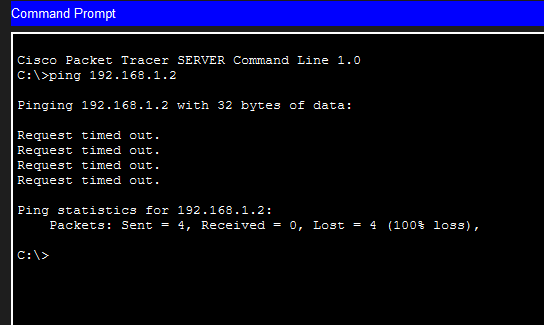 Command Prompt
Cisco Packet Tracer SERVER Command Line 1.0
C:\>ping 192.168.1.2
Pinging 192.168.1.2 with 32 bytes of data:
Request timed out.
Request timed out.
Request timed out.
Request timed out.
Ping statistics for 192.168.1.2:
    Packets: Sent = 4, Received = 0, Lost = 4 (100% loss),
C:\>